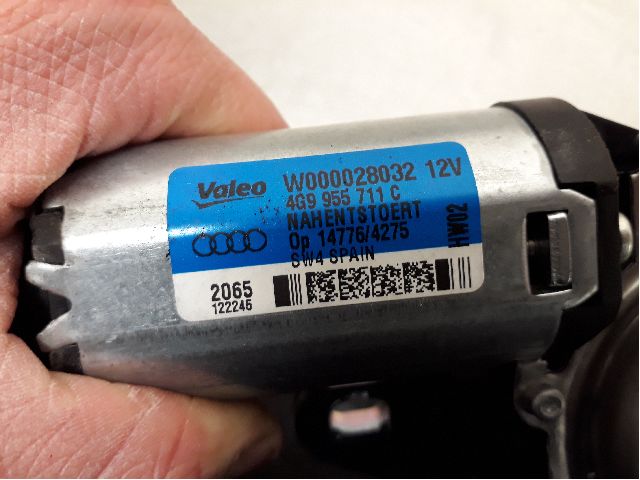 Valeo W000028032 12V
4G9 955 711 C
NAHENTSTOERT
Op 14776/4275
SW4 SPAIN
HW02
2065
122245